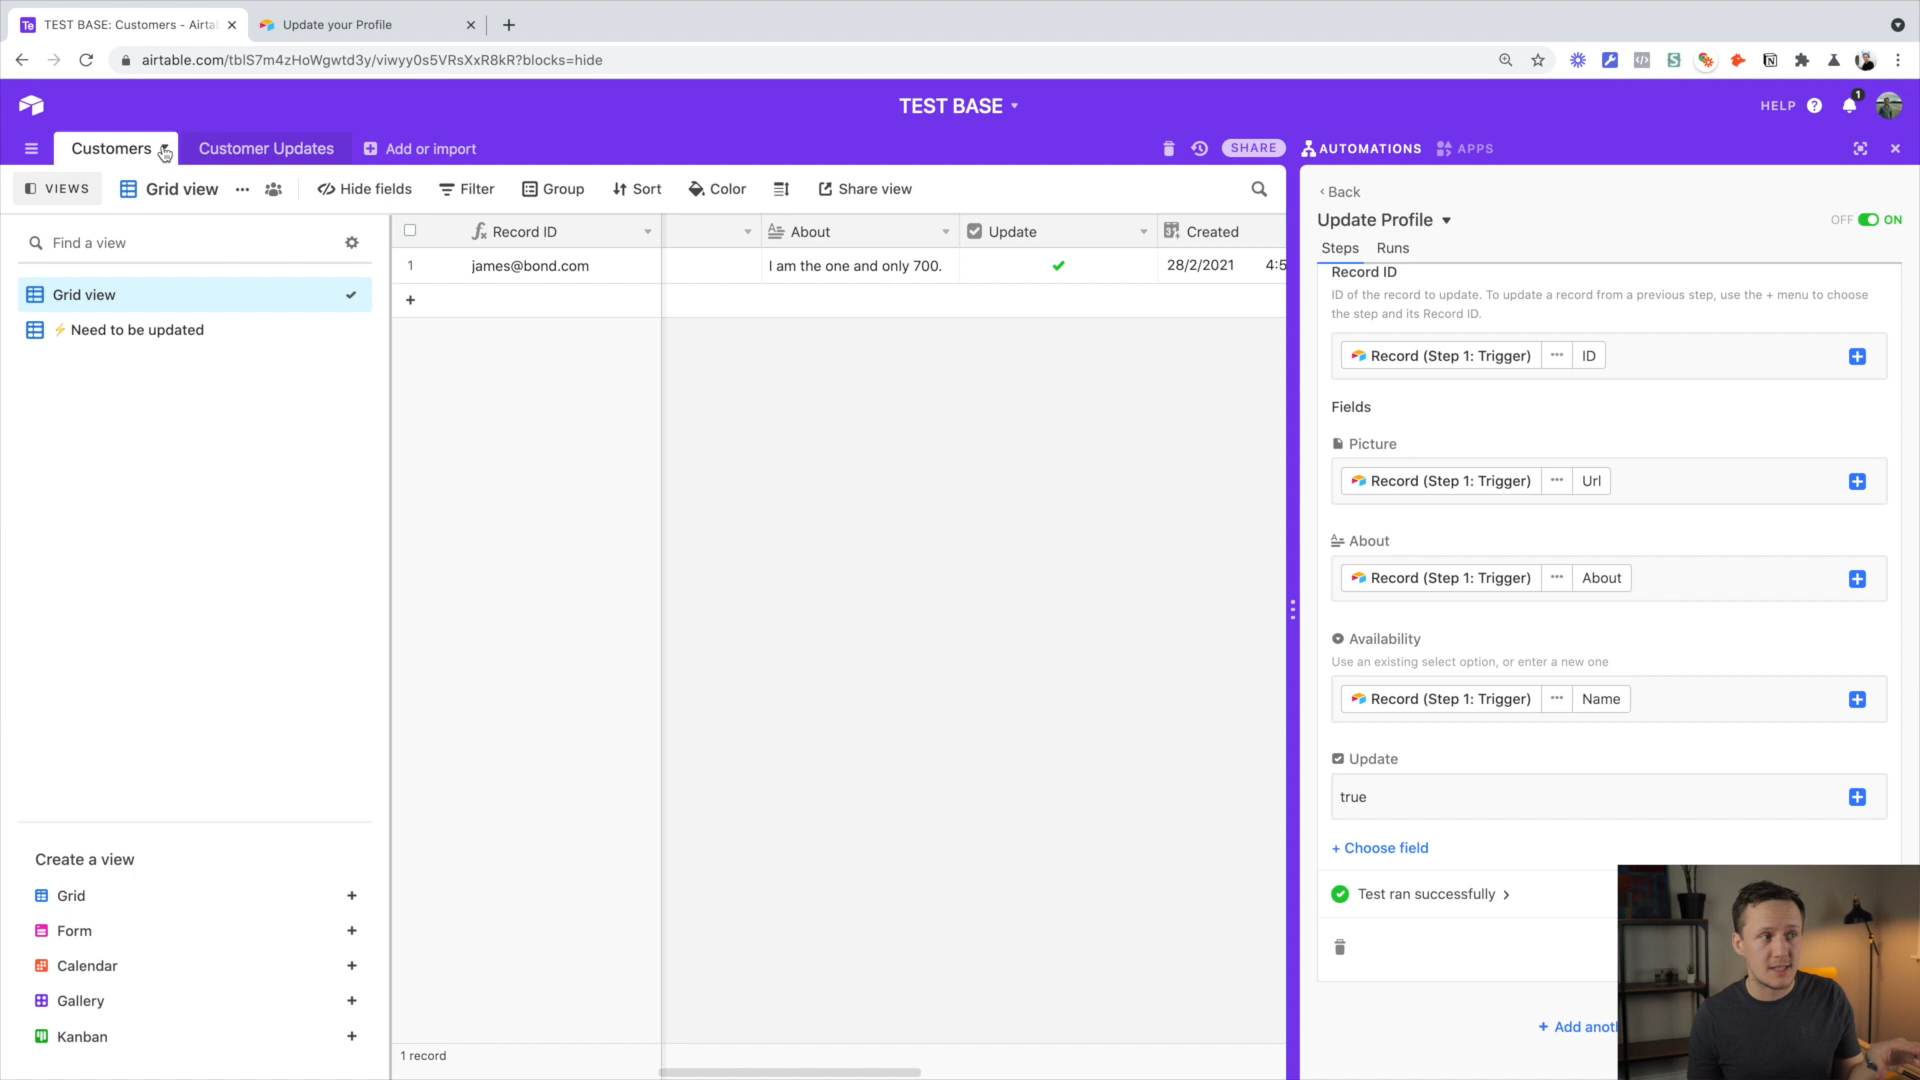 Te TEST BASE: Customers - Airta
Update your Profile
airtable.com/tblS7m4zHoWgwtd3y/viwyy0s5VRsXxR8kR?blocks=hide
TEST BASE
HELP
1
Customers
Customer Updates
Add or import
SHARE
AUTOMATIONS
APPS
VIEWS
Grid view
Hide fields
Filter
Group
Sort
Color
Share view
Find a view
Grid view
⚡ Need to be updated
Create a view
Grid
Form
Calendar
Gallery
Kanban
Record ID
About
Update
Created
1
james@bond.com
I am the one and only 700.
28/2/2021
4:5
1 record
Back
Update Profile
OFF
ON
Steps
Runs
Record ID
ID of the record to update. To update a record from a previous step, use the + menu to choose
the step and its Record ID.
Record (Step 1: Trigger) ··· ID
Fields
Picture
Record (Step 1: Trigger) ··· Url
About
Record (Step 1: Trigger) ··· About
Availability
Use an existing select option, or enter a new one
Record (Step 1: Trigger) ··· Name
Update
true
+ Choose field
Test ran successfully
+ Add anot